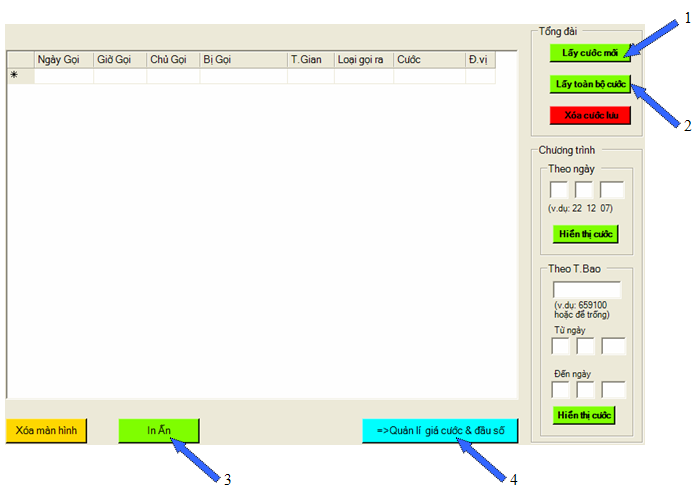 1
Tổng đài
Lấy cước mới
Lấy toàn bộ cước
Xóa cước lưu
2
Ngày Gọi Giờ Gọi Chủ Gọi Bị Gọi T.Gian Loại gọi ra Cước Đ.vị
*
Chương trình
Theo ngày
(v.dụ: 22 12 07)
Hiển thị cước
Theo T.Bao
(v.dụ: 659100
hoặc để trống)
Từ ngày
Đến ngày
Hiển thị cước
Xóa màn hình
In Ấn
=>Quản lí giá cước & đầu số
3
4